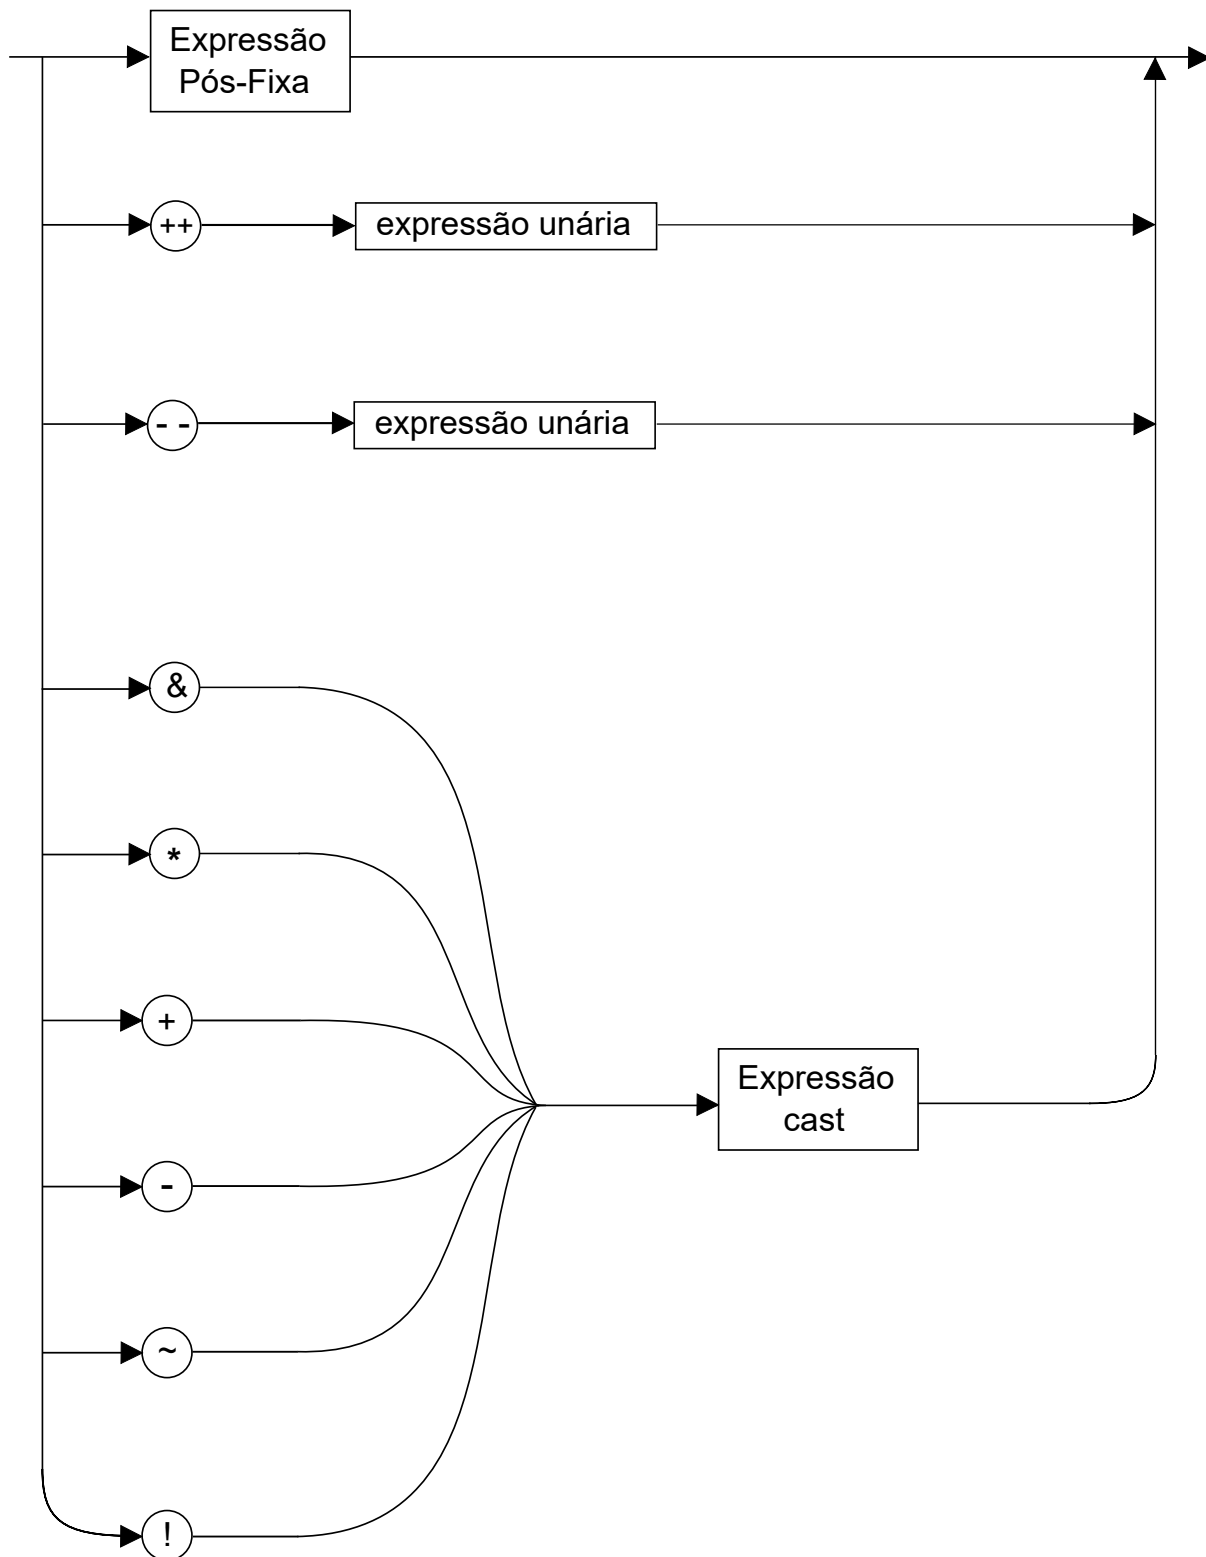 Expressão
Pós-Fixa
++
expressão unária
--
expressão unária
&
*
+
Expressão
cast
-
~
!